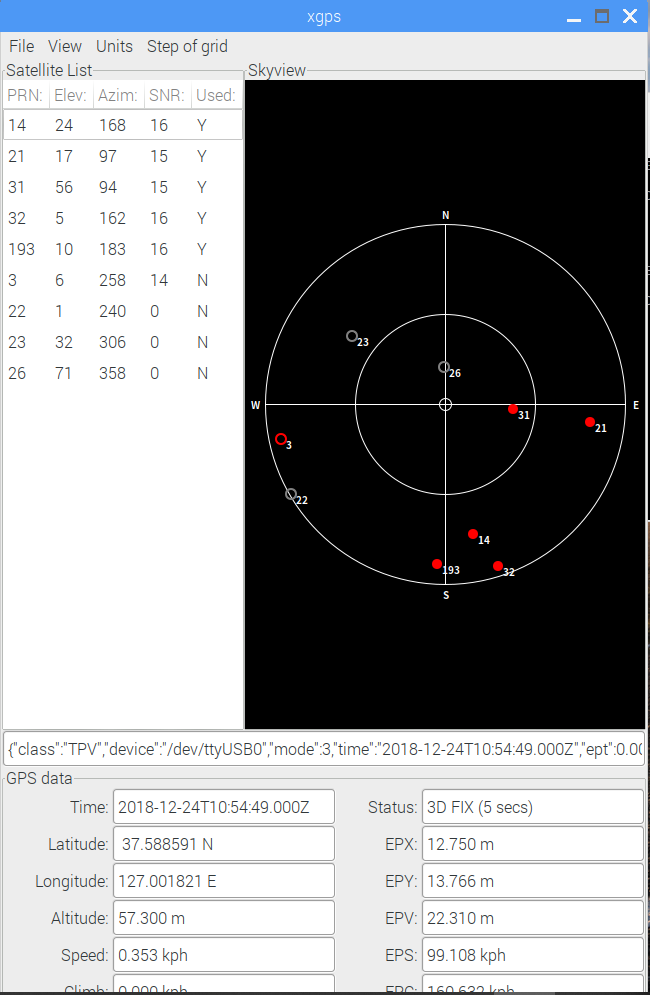 xgps
File View Units Step of grid
Satellite List
PRN: Elev: Azim: SNR: Used:
14 24 168 16 Y
21 17 97 15 Y
31 56 94 15 Y
32 5 162 16 Y
193 10 183 16 Y
3 6 258 14 N
22 1 240 0 N
23 32 306 0 N
26 71 358 0 N
Skyview
N
23
26
W
E
31
21
3
22
14
193
32
S
{"class":"TPV","device":"/dev/ttyUSB0","mode":3,"time":"2018-12-24T10:54:49.000Z","ept":0.00
GPS data
Time: 2018-12-24T10:54:49.000Z Status: 3D FIX (5 secs)
Latitude: 37.588591 N EPX: 12.750 m
Longitude: 127.001821 E EPY: 13.766 m
Altitude: 57.300 m EPV: 22.310 m
Speed: 0.353 kph EPS: 99.108 kph
Climb: 0.000 kph EPC: 160.632 kph